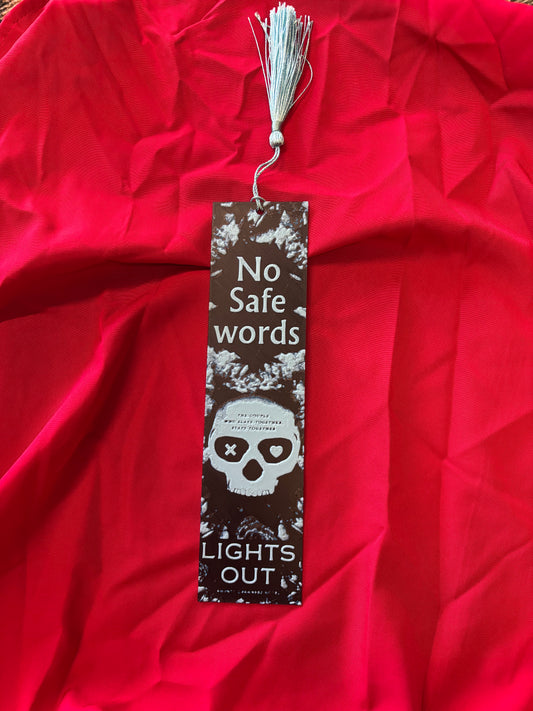 No
Safe
words
THE COUPLE
WHO SLAYS TOGETHER,
STAYS TOGETHER
LIGHTS
OUT